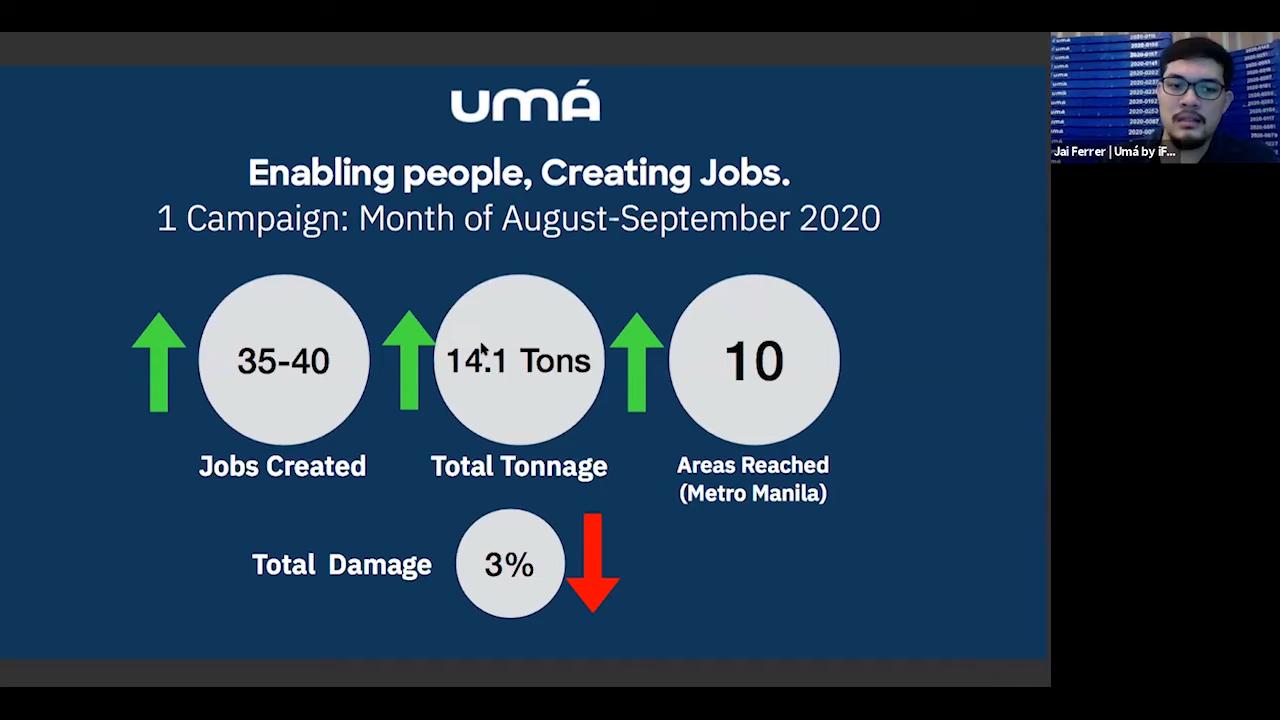 umÁ
Enabling people, Creating Jobs.
1 Campaign: Month of August-September 2020
35-40
14.1 Tons
10
Jobs Created
Total Tonnage
Areas Reached
(Metro Manila)
Total Damage
3%
Jai Ferrer | Umá by iF...